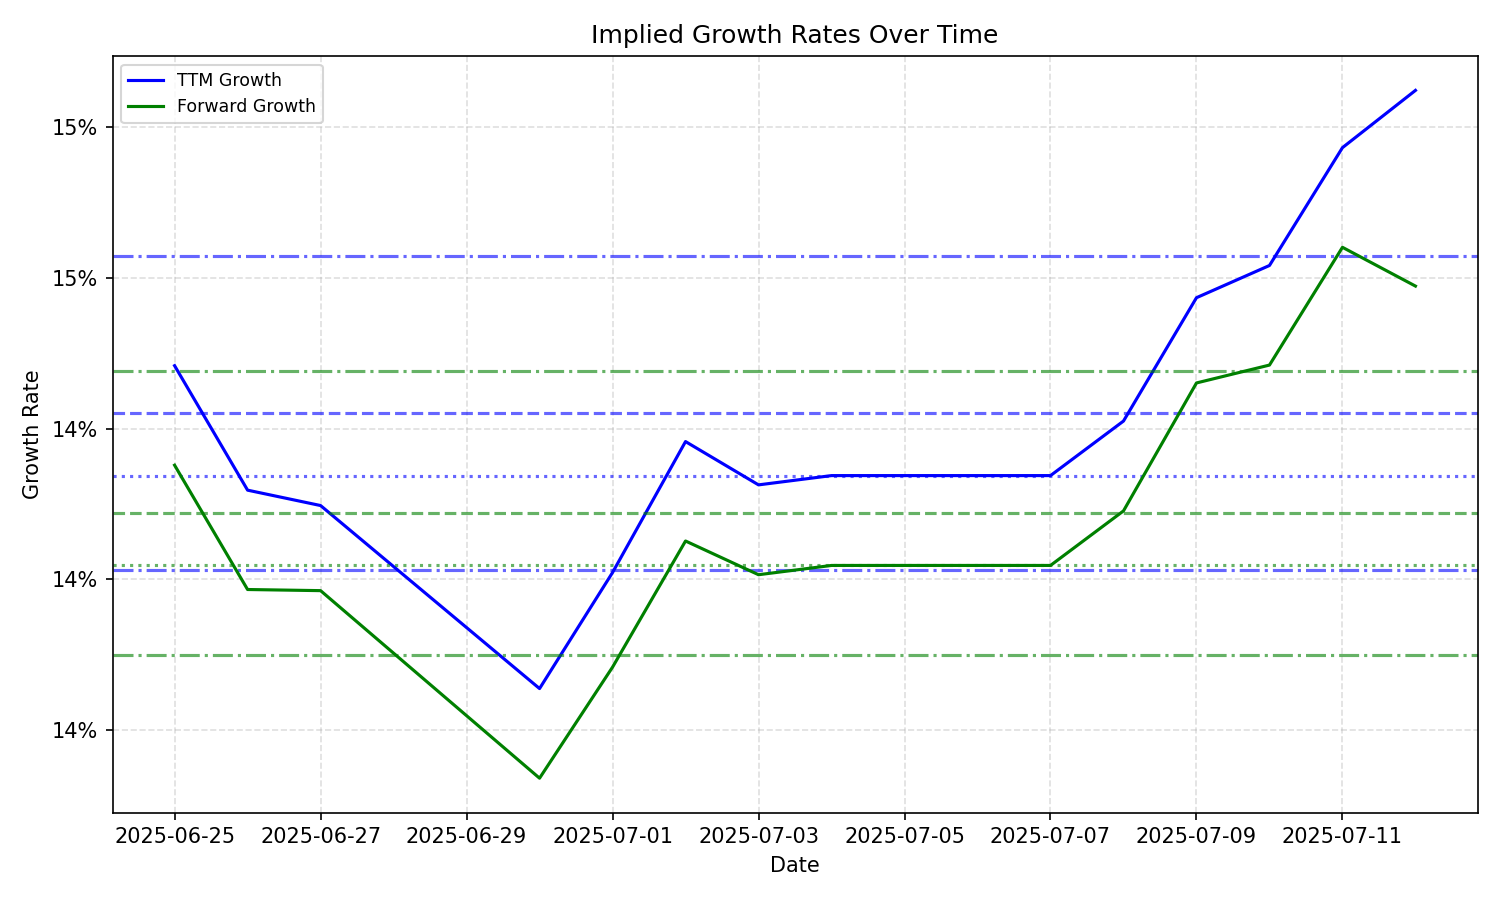 Implied Growth Rates Over Time
TTM Growth
Forward Growth
15%
15%
14%
14%
14%
Growth Rate
2025-06-25 2025-06-27 2025-06-29 2025-07-01 2025-07-03 2025-07-05 2025-07-07 2025-07-09 2025-07-11
Date